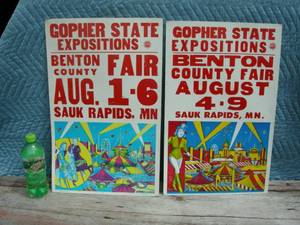 GOPHER STATE
EXPOSITIONS
BENTON
COUNTY
FAIR
AUG. 1-6
SAUK RAPIDS, MN
GOPHER STATE
EXPOSITIONS
BENTON
COUNTY FAIR
AUGUST
4-9
SAUK RAPIDS, MN.